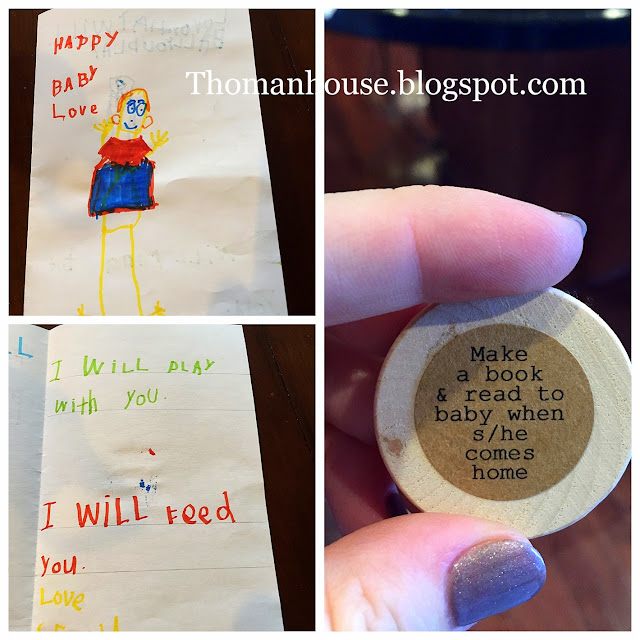 HAPPY
BABY
Love
Thomanhouse.blogspot.com
I WILL PLAY
with YOU.
I WILL Feed
YOU.
Love
Make
a book
& read to
baby when
s/he
comes
home